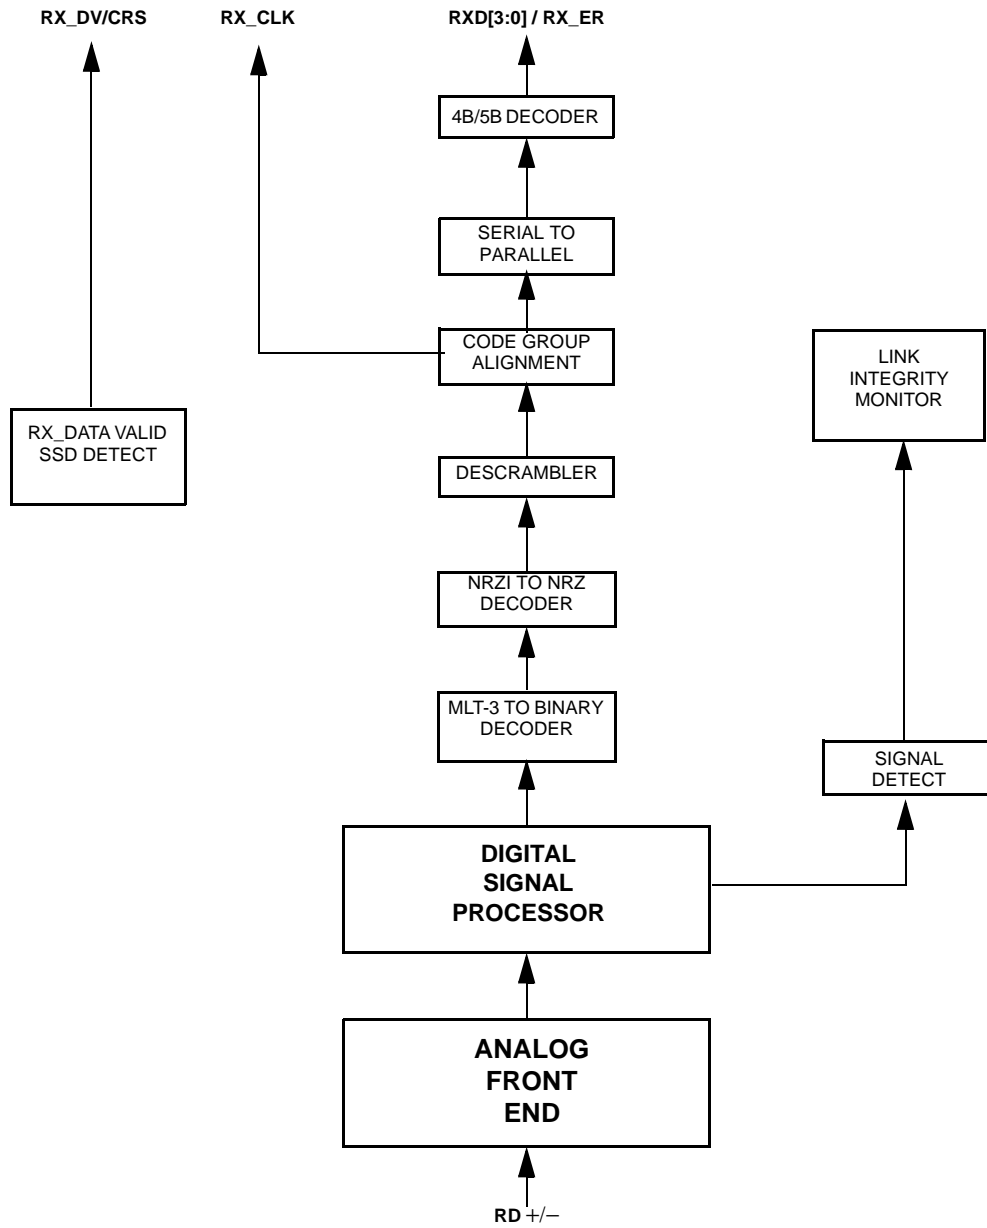 RX_DV/CRS
RX_CLK
RXD[3:0] / RX_ER
4B/5B DECODER
SERIAL TO
PARALLEL
CODE GROUP
ALIGNMENT
LINK
INTEGRITY
MONITOR
RX_DATA VALID
SSD DETECT
DESCRAMBLER
NRZI TO NRZ
DECODER
MLT-3 TO BINARY
DECODER
SIGNAL
DETECT
DIGITAL
SIGNAL
PROCESSOR
ANALOG
FRONT
END
RD +/−